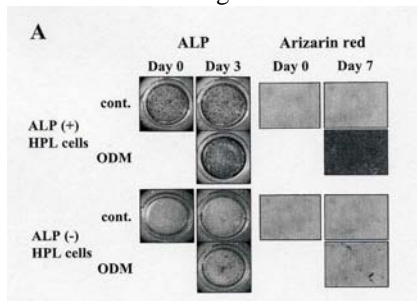 A
ALP Arizarin red
Day 0 Day 3 Day 0 Day 7
cont.
ALP (+)
HPL cells
ODM
cont.
ALP (-)
HPL cells
ODM